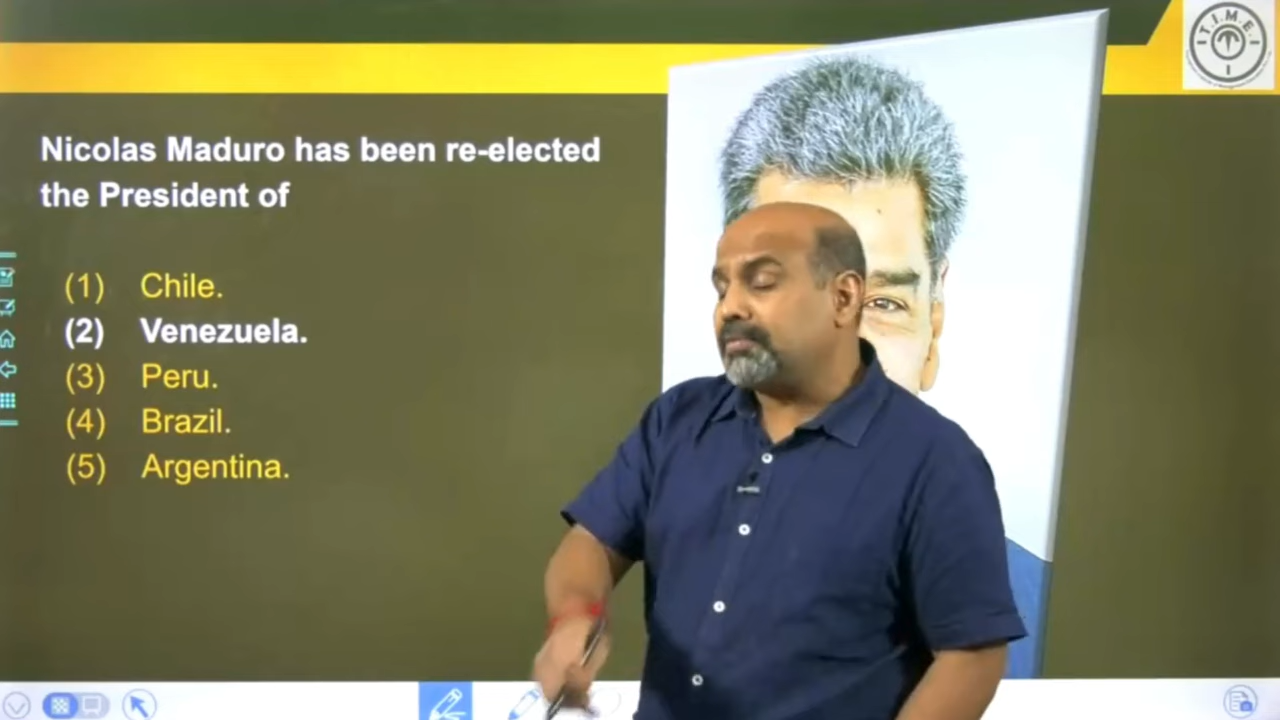 T.I.M.E.
Nicolas Maduro has been re-elected
the President of
(1) Chile.
(2) Venezuela.
(3) Peru.
(4) Brazil.
(5) Argentina.